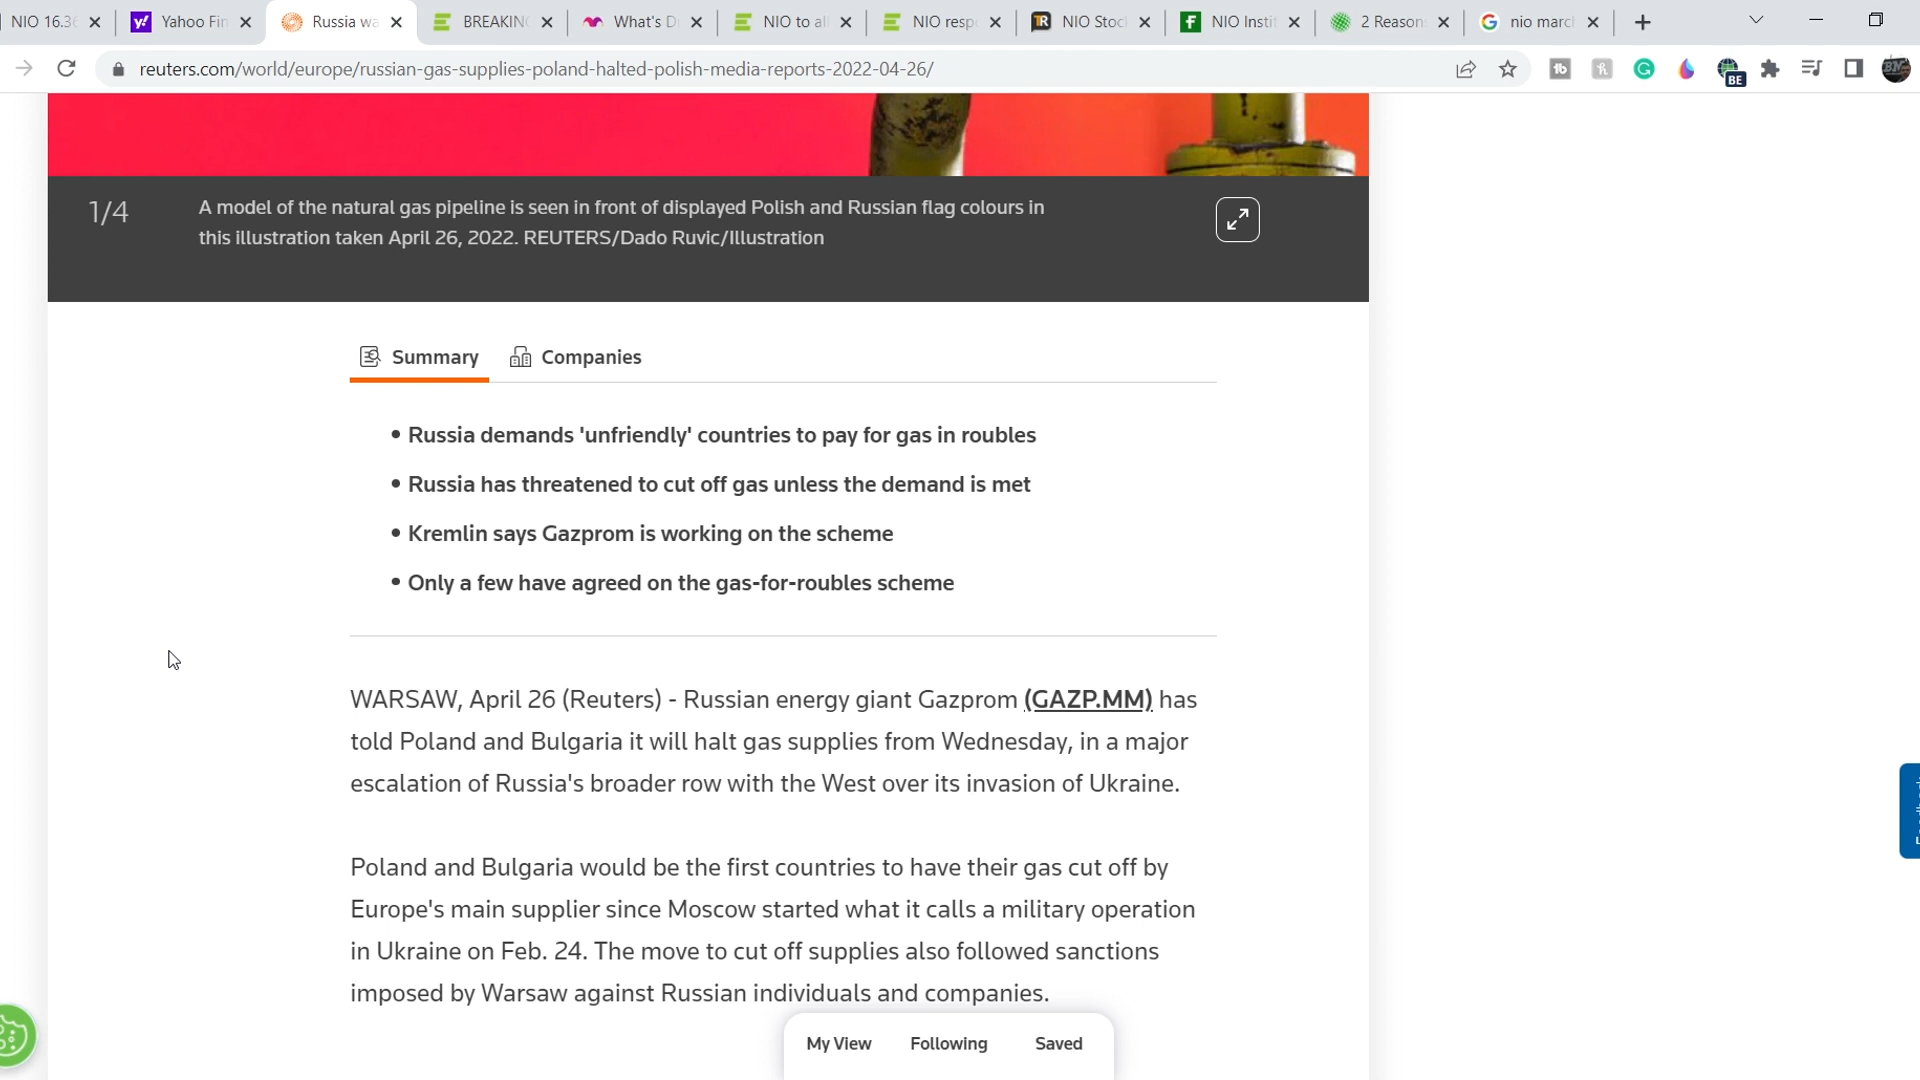 NIO 16.36
Yahoo Fin
Russia wa
BREAKING
What's D
NIO to all
NIO resp
NIO Stoc
NIO Instit
2 Reason
nio march
reuters.com/world/europe/russian-gas-supplies-poland-halted-polish-media-reports-2022-04-26/
BE
1/4
A model of the natural gas pipeline is seen in front of displayed Polish and Russian flag colours in
this illustration taken April 26, 2022. REUTERS/Dado Ruvic/Illustration
Summary
Companies
• Russia demands 'unfriendly' countries to pay for gas in roubles
• Russia has threatened to cut off gas unless the demand is met
• Kremlin says Gazprom is working on the scheme
• Only a few have agreed on the gas-for-roubles scheme
WARSAW, April 26 (Reuters) - Russian energy giant Gazprom (GAZP.MM) has
told Poland and Bulgaria it will halt gas supplies from Wednesday, in a major
escalation of Russia's broader row with the West over its invasion of Ukraine.
Poland and Bulgaria would be the first countries to have their gas cut off by
Europe's main supplier since Moscow started what it calls a military operation
in Ukraine on Feb. 24. The move to cut off supplies also followed sanctions
imposed by Warsaw against Russian individuals and companies.
My View
Following
Saved